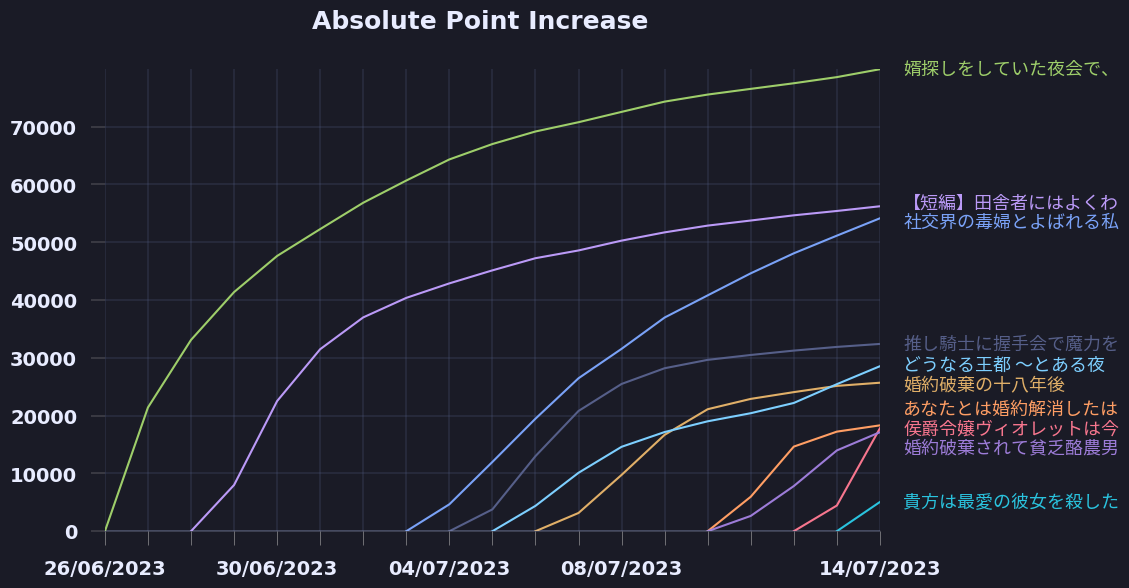 Absolute Point Increase
婿探しをしていた夜会で、
70000
60000
【短編】田舎者にはよくわ
社交界の毒婦とよばれる私
50000
40000
推し騎士に握手会で魔力を
30000
どうなる王都 ～とある夜
婚約破棄の十八年後
あなたとは婚約解消したは
20000
侯爵令嬢ヴィオレットは今
婚約破棄されて貧乏酪農男
10000
貴方は最愛の彼女を殺した
0
26/06/2023
30/06/2023
04/07/2023
08/07/2023
14/07/2023